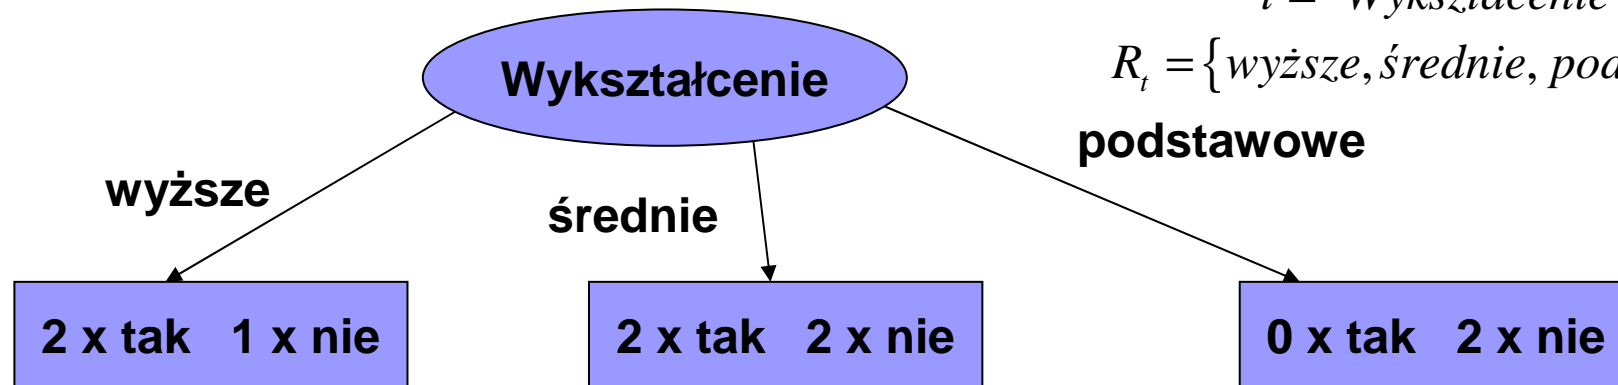 t = Wykształcenie
R_t = {wyższe, średnie,
Wykształcenie
podstawowe
wyższe
średnie
2 x tak 1 x nie
2 x tak 2 x nie
0 x tak 2 x nie